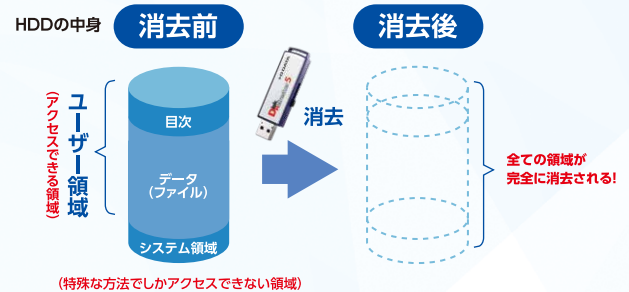 HDDの中身
消去前
消去後
ユーザー領域
(アクセスできる領域)
目次
データ
(ファイル)
システム領域
(特殊な方法でしかアクセスできない領域)
I-O DATA
消去
全ての領域が
完全に消去される!